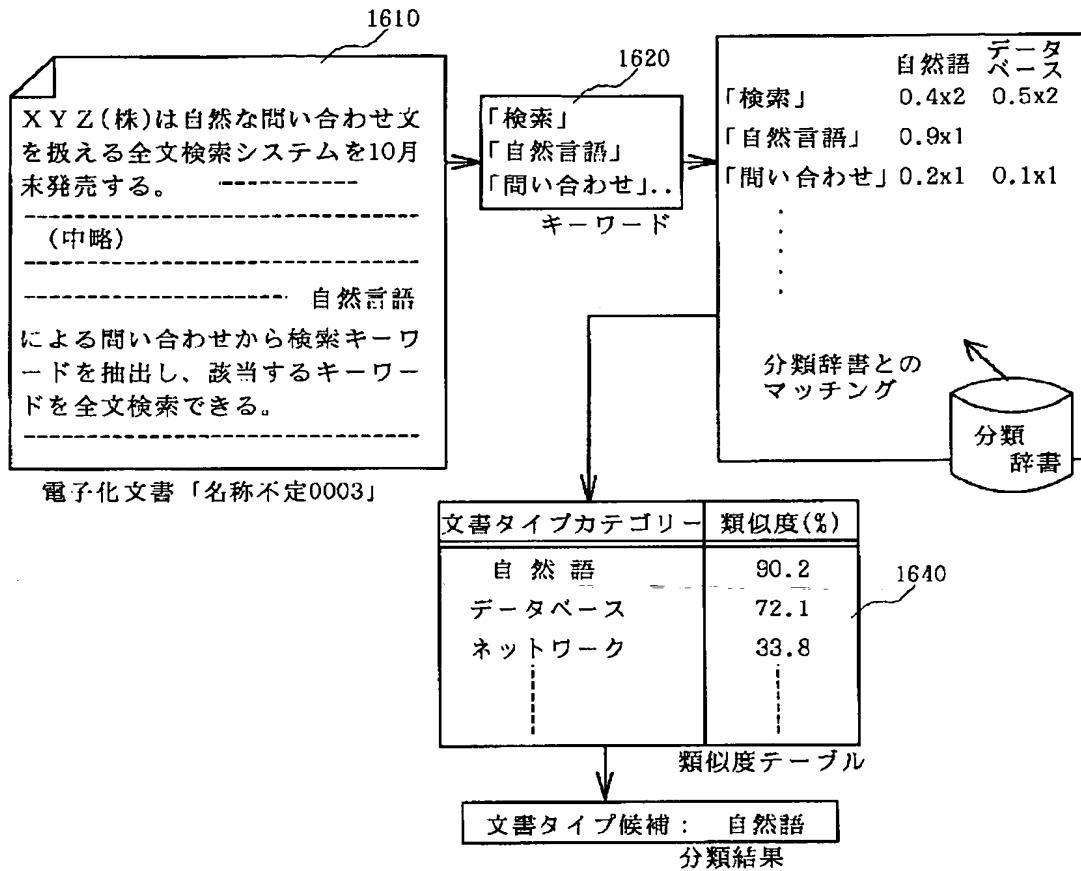 1610
XYZ(株)は自然な問い合わせ文
を扱える全文検索システムを10月
末発売する。
(中略)
自然言語
による問い合わせから検索キーワ
ードを抽出し、該当するキーワー
ドを全文検索できる。
電子化文書「名称不定0003」
1620
「検索」
「自然言語」
「問い合わせ」..
キーワード
自然語 データベース
「検索」 0.4x2 0.5x2
「自然言語」 0.9x1
「問い合わせ」 0.2x1 0.1x1
分類辞書との
マッチング
分類
辞書
文書タイプカテゴリー 類似度(%)
自然語 90.2
データベース 72.1
ネットワーク 33.8
1640
類似度テーブル
文書タイプ候補: 自然語
分類結果